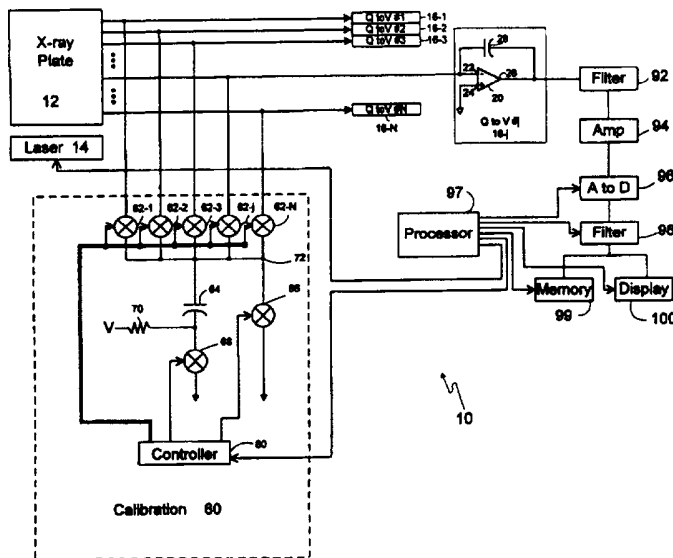 X-ray
Plate
12
Laser 14
Q to V #1
16-1
Q to V #2
16-2
Q to V #3
16-3
Q to V #N
16-N
28
22
24
26
20
Q to V #j
16-j
Filter
92
Amp
94
A to D
96
Filter
98
97
Processor
Memory
99
Display
100
62-1
62-2
62-3
62-j
62-N
72
64
66
70
V
68
Controller
80
Calibration 60
10